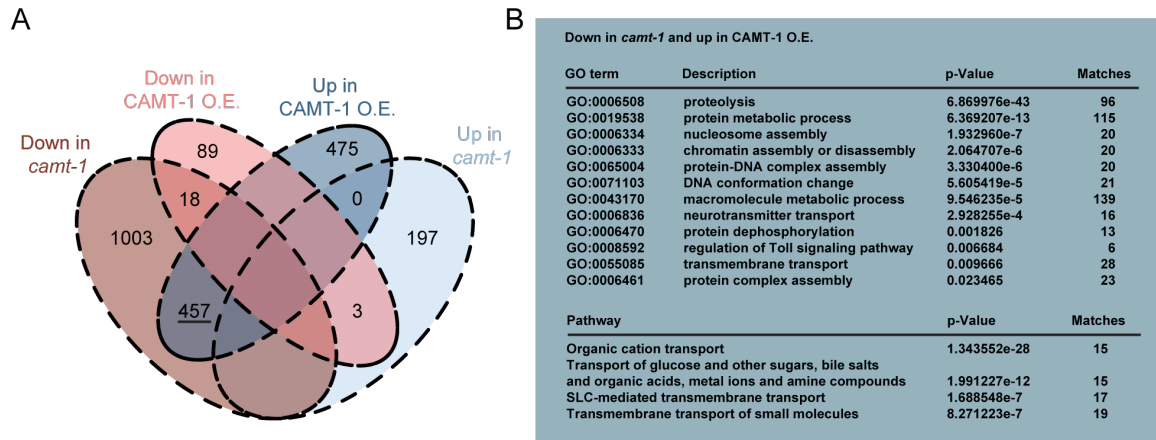 A
Down in
CAMT-1 O.E.
Up in
CAMT-1 O.E.
Down in
camt-1
Up in
camt-1
89
475
18
0
1003
197
457
3
B
Down in camt-1 and up in CAMT-1 O.E.
GO term Description p-Value Matches
GO:0006508 proteolysis 6.869976e-43 96
GO:0019538 protein metabolic process 6.369207e-13 115
GO:0006334 nucleosome assembly 1.932960e-7 20
GO:0006333 chromatin assembly or disassembly 2.064707e-6 20
GO:0065004 protein-DNA complex assembly 3.330400e-6 20
GO:0071103 DNA conformation change 5.605419e-5 21
GO:0043170 macromolecule metabolic process 9.546235e-5 139
GO:0006836 neurotransmitter transport 2.928255e-4 16
GO:0006470 protein dephosphorylation 0.001826 13
GO:0008592 regulation of Toll signaling pathway 0.006684 6
GO:0055085 transmembrane transport 0.009666 28
GO:0006461 protein complex assembly 0.023465 23
Pathway p-Value Matches
Organic cation transport 1.343552e-28 15
Transport of glucose and other sugars, bile salts
and organic acids, metal ions and amine compounds 1.991227e-12 15
SLC-mediated transmembrane transport 1.688548e-7 17
Transmembrane transport of small molecules 8.271223e-7 19